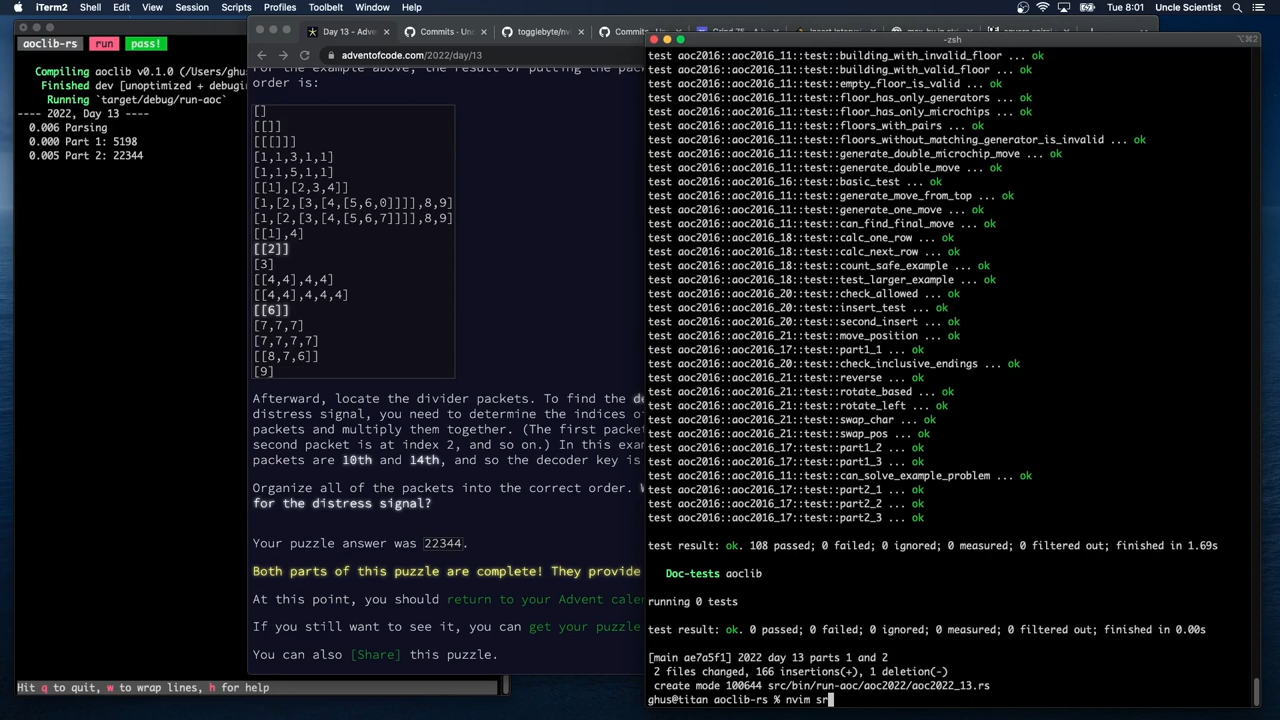 iTerm2 Shell Edit View Session Scripts Profiles Toolbelt Window Help
Tue 8:01 Uncle Scientist
aoclib-rs run pass!
Compiling aoclib v0.1.0 (/Users/ghus
Finished dev [unoptimized + debugin
Running `target/debug/run-aoc`
---- 2022, Day 13 ----
0.006 Parsing
0.000 Part 1: 5198
0.005 Part 2: 22344
Hit q to quit, w to wrap lines, h for help
Day 13 - Adv
Commits · Un
togglebyte/n
adventofcode.com/2022/day/13
For the example above, the result of putting the pack
order is:
[]
[[]]
[[[]]]
[1,1,3,1,1]
[1,1,5,1,1]
[[1],[2,3,4]]
[1,[2,[3,[4,[5,6,0]]]],8,9]
[1,[2,[3,[4,[5,6,7]]]],8,9]
[[1],4]
[[2]]
[3]
[[4,4],4,4]
[[4,4],4,4,4]
[[6]]
[7,7,7]
[7,7,7,7]
[[8,7,6]]
[9]
Afterward, locate the divider packets. To find the de
distress signal, you need to determine the indices of
packets and multiply them together. (The first packet
second packet is at index 2, and so on.) In this exam
packets are 10th and 14th, and so the decoder key is
Organize all of the packets into the correct order. W
for the distress signal?
Your puzzle answer was 22344.
Both parts of this puzzle are complete! They provide
At this point, you should return to your Advent calen
If you still want to see it, you can get your puzzle
You can also [Share] this puzzle.
-zsh
⌥⌘2
test aoc2016::aoc2016_11::test::building_with_invalid_floor ... ok
test aoc2016::aoc2016_11::test::building_with_valid_floor ... ok
test aoc2016::aoc2016_11::test::empty_floor_is_valid ... ok
test aoc2016::aoc2016_11::test::floor_has_only_generators ... ok
test aoc2016::aoc2016_11::test::floor_has_only_microchips ... ok
test aoc2016::aoc2016_11::test::floors_with_pairs ... ok
test aoc2016::aoc2016_11::test::floors_without_matching_generator_is_invalid ... ok
test aoc2016::aoc2016_11::test::generate_double_microchip_move ... ok
test aoc2016::aoc2016_11::test::generate_double_move ... ok
test aoc2016::aoc2016_16::test::basic_test ... ok
test aoc2016::aoc2016_11::test::generate_move_from_top ... ok
test aoc2016::aoc2016_11::test::generate_one_move ... ok
test aoc2016::aoc2016_11::test::can_find_final_move ... ok
test aoc2016::aoc2016_18::test::calc_one_row ... ok
test aoc2016::aoc2016_18::test::calc_next_row ... ok
test aoc2016::aoc2016_18::test::count_safe_example ... ok
test aoc2016::aoc2016_18::test::test_larger_example ... ok
test aoc2016::aoc2016_20::test::check_allowed ... ok
test aoc2016::aoc2016_20::test::insert_test ... ok
test aoc2016::aoc2016_20::test::second_insert ... ok
test aoc2016::aoc2016_21::test::move_position ... ok
test aoc2016::aoc2016_17::test::part1_1 ... ok
test aoc2016::aoc2016_20::test::check_inclusive_endings ... ok
test aoc2016::aoc2016_21::test::reverse ... ok
test aoc2016::aoc2016_21::test::rotate_based ... ok
test aoc2016::aoc2016_21::test::rotate_left ... ok
test aoc2016::aoc2016_21::test::swap_char ... ok
test aoc2016::aoc2016_21::test::swap_pos ... ok
test aoc2016::aoc2016_17::test::part1_2 ... ok
test aoc2016::aoc2016_17::test::part1_3 ... ok
test aoc2016::aoc2016_11::test::can_solve_example_problem ... ok
test aoc2016::aoc2016_17::test::part2_1 ... ok
test aoc2016::aoc2016_17::test::part2_2 ... ok
test aoc2016::aoc2016_17::test::part2_3 ... ok
test result: ok. 108 passed; 0 failed; 0 ignored; 0 measured; 0 filtered out; finished in 1.69s
Doc-tests aoclib
running 0 tests
test result: ok. 0 passed; 0 failed; 0 ignored; 0 measured; 0 filtered out; finished in 0.00s
[main ae7a5f1] 2022 day 13 parts 1 and 2
2 files changed, 166 insertions(+), 1 deletion(-)
create mode 100644 src/bin/run-aoc/aoc2022/aoc2022_13.rs
ghus@titan aoclib-rs % nvim sr